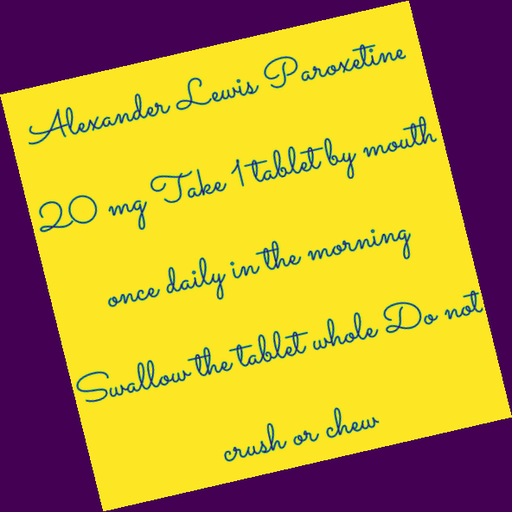 Alexander Lewis Paroxetine
20 mg Take 1 tablet by mouth
once daily in the morning
Swallow the tablet whole Do not
crush or chew